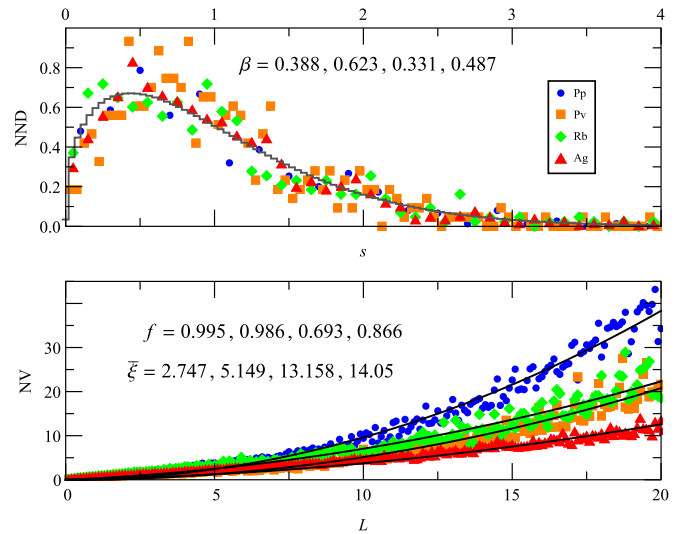 0 1 2 3 4
0.0 0.2 0.4 0.6 0.8
NND
β = 0.388 , 0.623, 0.331, 0.487
Pp
Pv
Rb
Ag
s
0 10 20 30 40
NV
f = 0.995 , 0.986, 0.693, 0.866
ξ̅ = 2.747, 5.149, 13.158, 14.05
0 5 10 15 20
L